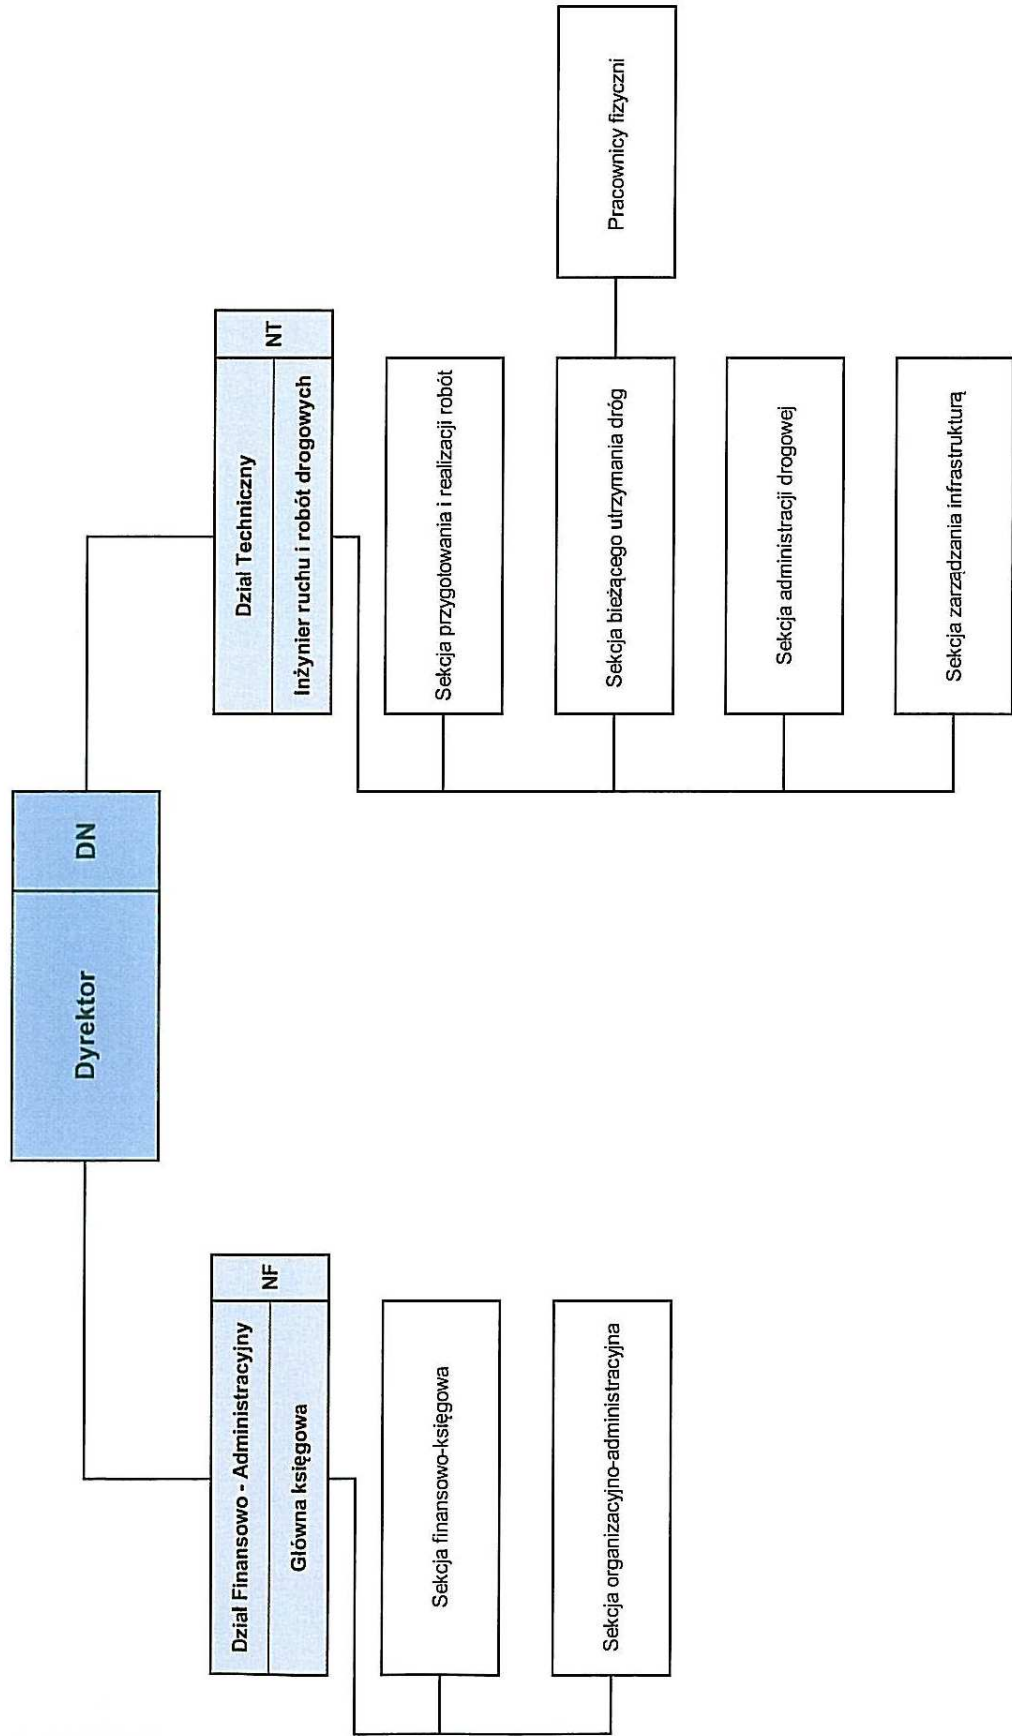 Dyrektor
DN
Dział Finansowo - Administracyjny
Główna księgowa
NF
Sekcja finansowo-księgowa
Sekcja organizacyjno-administracyjna
Dział Techniczny
Inżynier ruchu i robót drogowych
NT
Sekcja przygotowania i realizacji robót
Sekcja bieżącego utrzymania dróg
Pracownicy fizyczni
Sekcja administracji drogowej
Sekcja zarządzania infrastrukturą